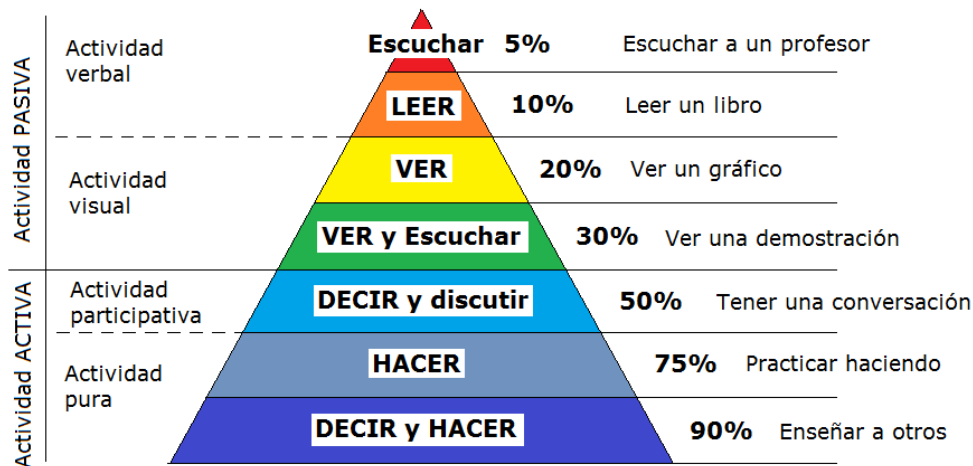 Actividad PASIVA
Actividad
verbal
Escuchar 5% Escuchar a un profesor
LEER 10% Leer un libro
Actividad
visual
VER 20% Ver un gráfico
VER y Escuchar 30% Ver una demostración
Actividad ACTIVA
Actividad
participativa
DECIR y discutir 50% Tener una conversación
Actividad
pura
HACER 75% Practicar haciendo
DECIR y HACER 90% Enseñar a otros